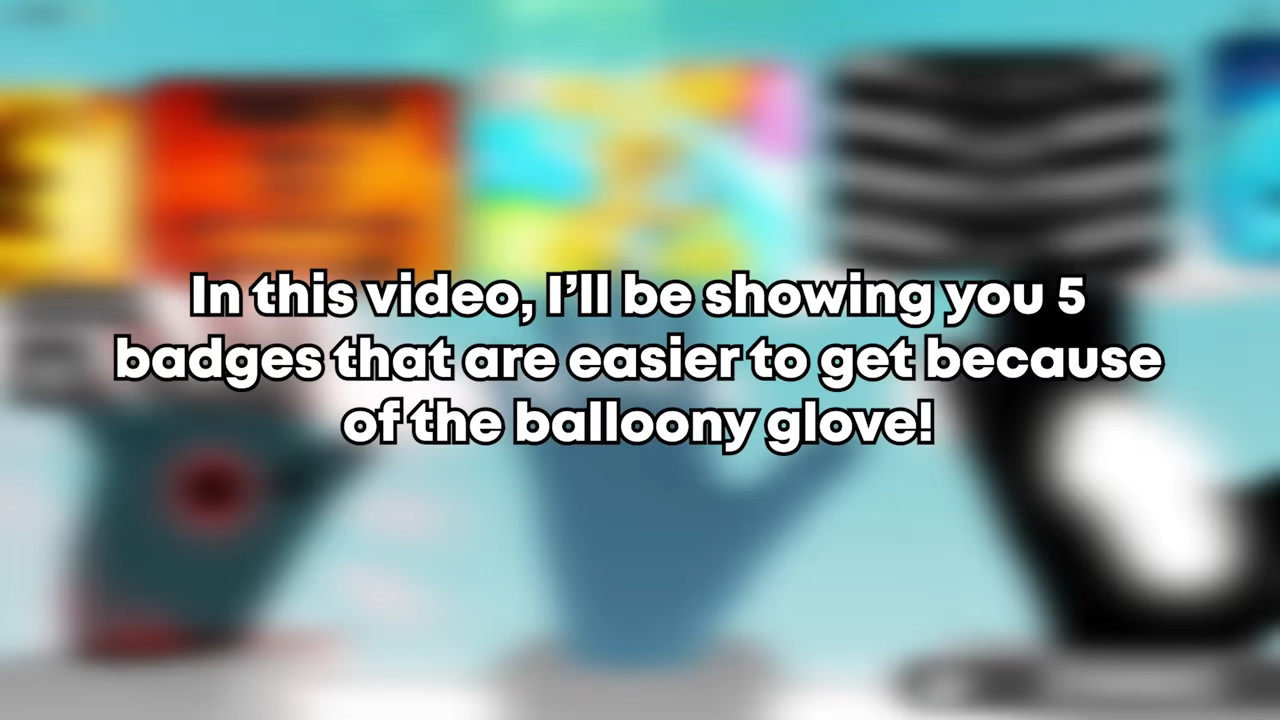 In this video, I’ll be showing you 5
badges that are easier to get because
of the balloony glove!